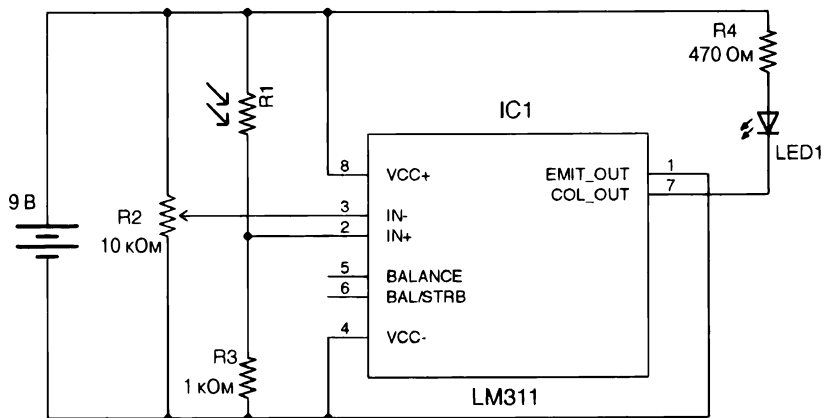 R4
470 Ом
R1
IC1
LED1
8
VCC+
EMIT_OUT
1
COL_OUT
7
9 В
R2
10 кОм
3
IN-
2
IN+
5
BALANCE
6
BAL/STRB
4
VCC-
R3
1 кОм
LM311